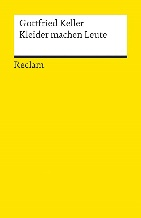 Gottfried Keller
Kleider machen Leute
Reclam